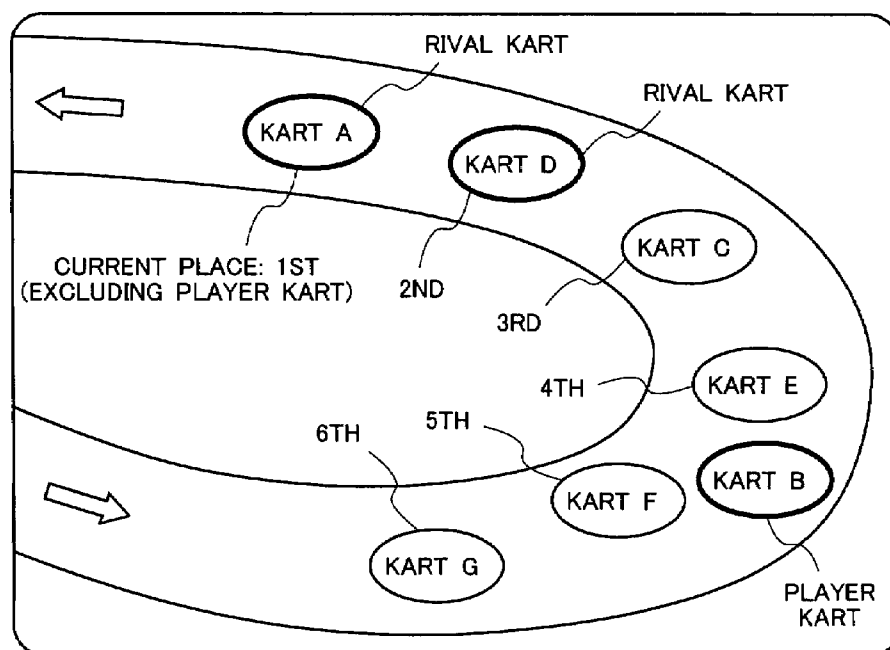 RIVAL KART
RIVAL KART
KART A
KART D
CURRENT PLACE: 1ST
(EXCLUDING PLAYER KART)
2ND
KART C
3RD
4TH
KART E
5TH
6TH
KART B
KART F
KART G
PLAYER
KART